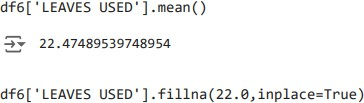 df6['LEAVES USED'].mean()
22.47489539748954
df6['LEAVES USED'].fillna(22.0,inplace=True)